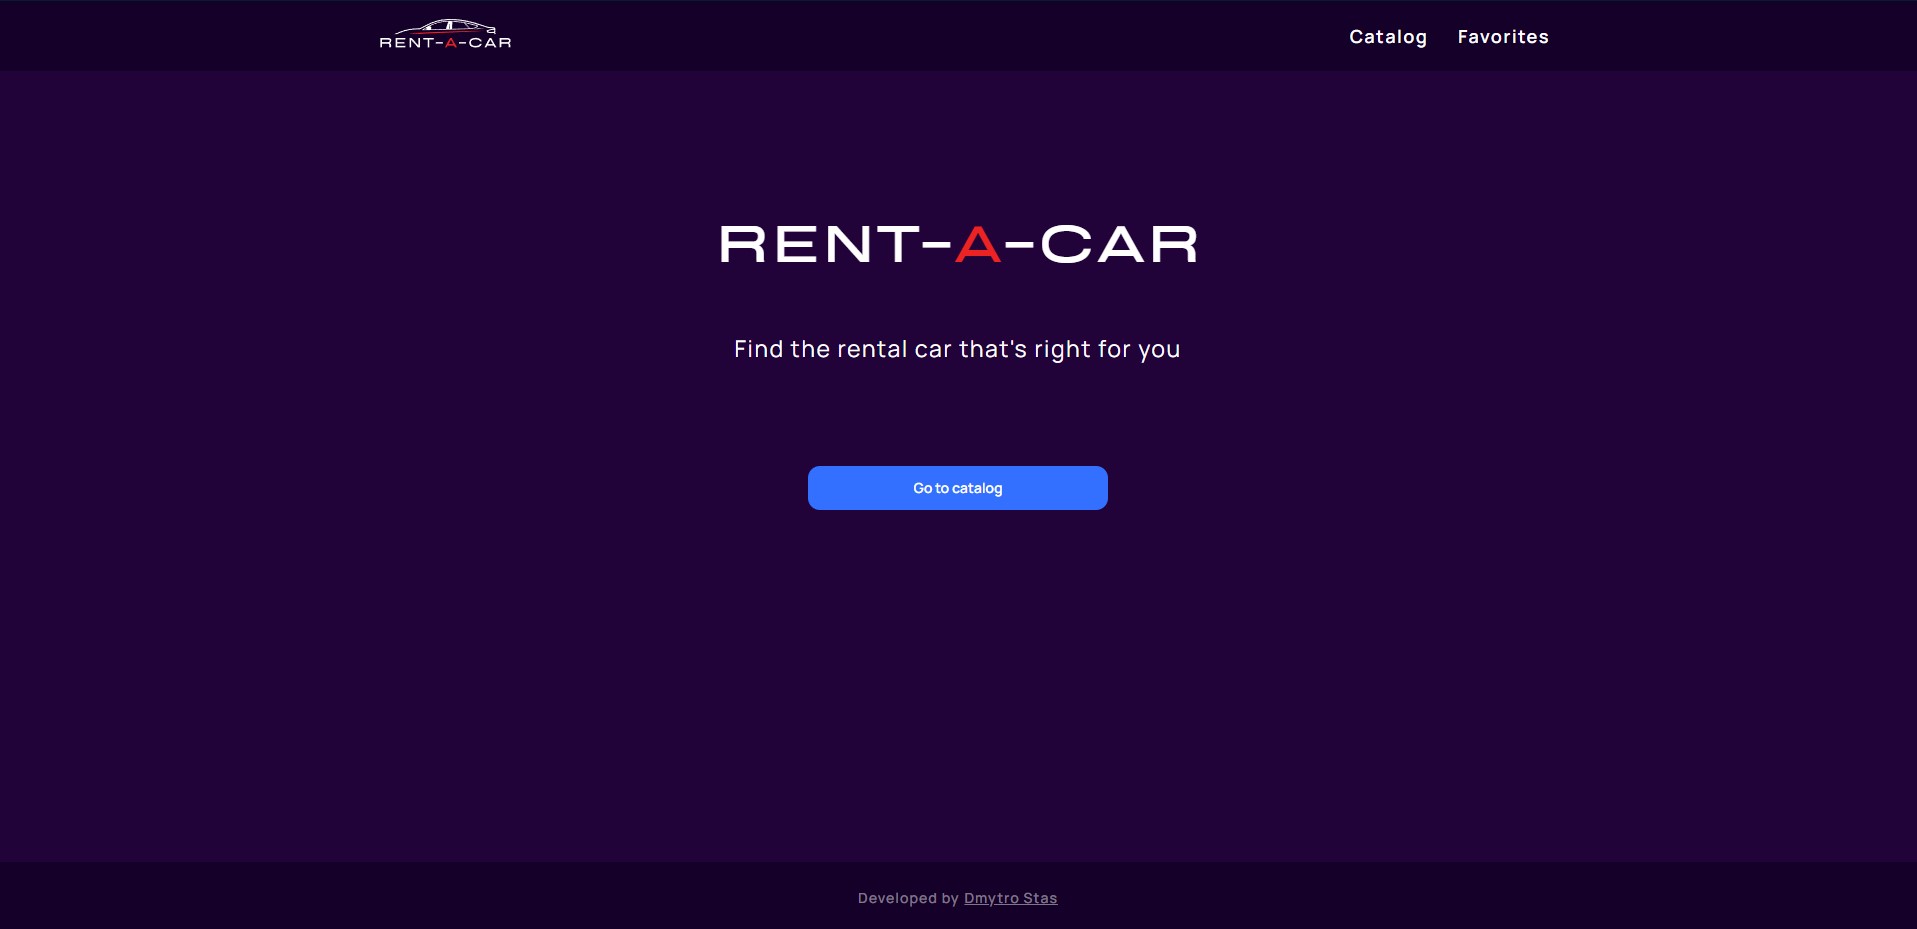 RENT-A-CAR
Catalog Favorites
RENT-A-CAR
Find the rental car that's right for you
Go to catalog
Developed by Dmytro Stas